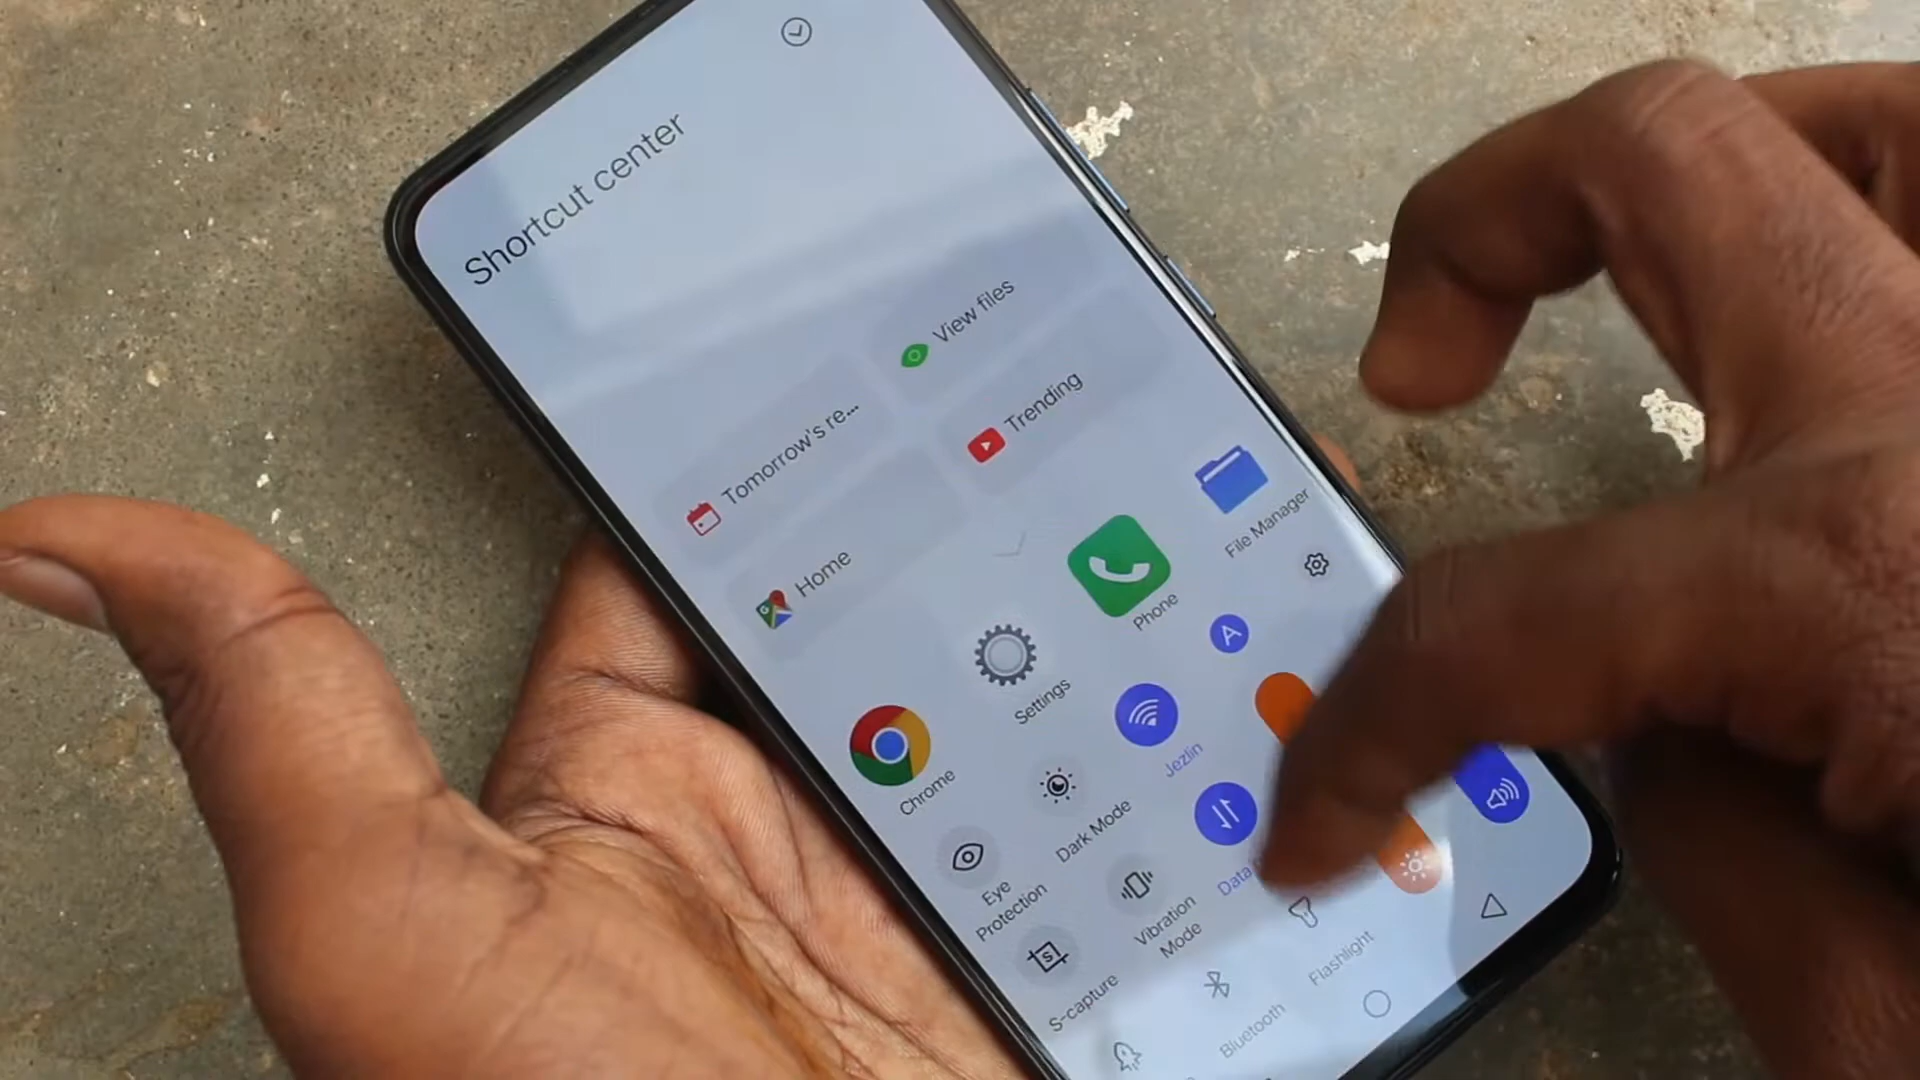 Shortcut center
Tomorrow's re...
View files
Home
Trending
Chrome
Settings
Phone
File Manager
Eye
Protection
Dark Mode
Jezlin
A
S-capture
Vibration
Mode
Data
Bluetooth
Flashlight